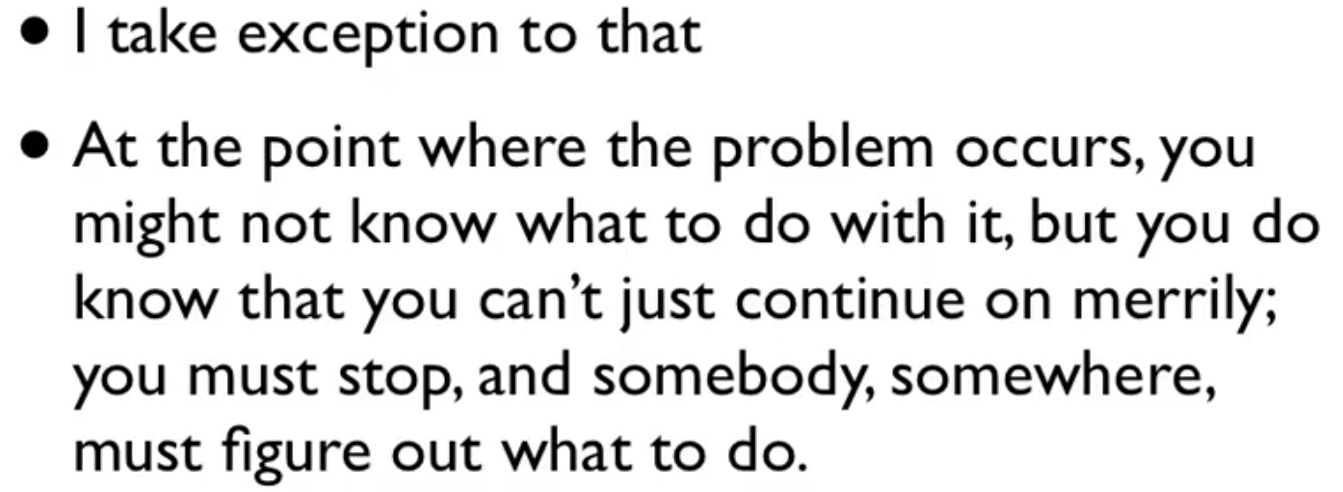 • I take exception to that
• At the point where the problem occurs, you
might not know what to do with it, but you do
know that you can’t just continue on merrily;
you must stop, and somebody, somewhere,
must figure out what to do.